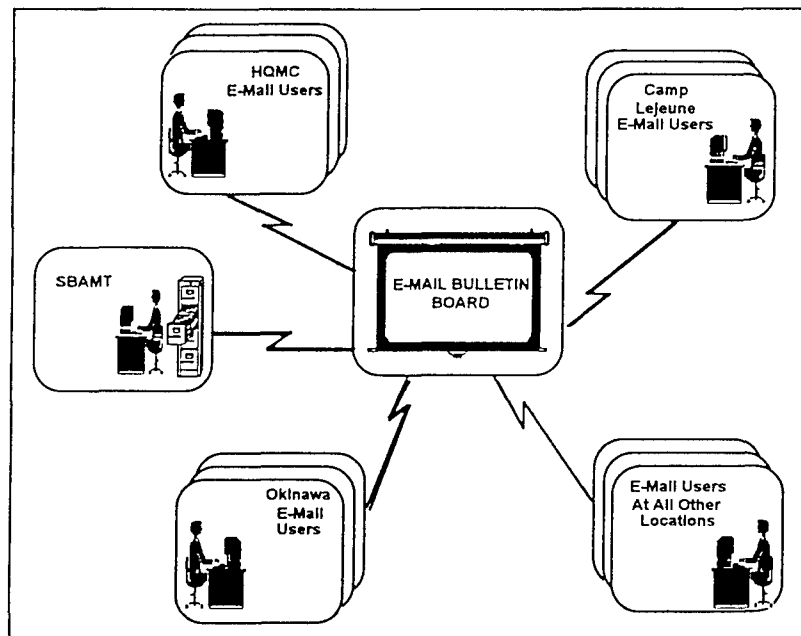 HQMC
E-Mail Users
Camp
Lejeune
E-Mail Users
SBAMT
E-MAIL BULLETIN
BOARD
Okinawa
E-Mail
Users
E-Mail Users
At All Other
Locations